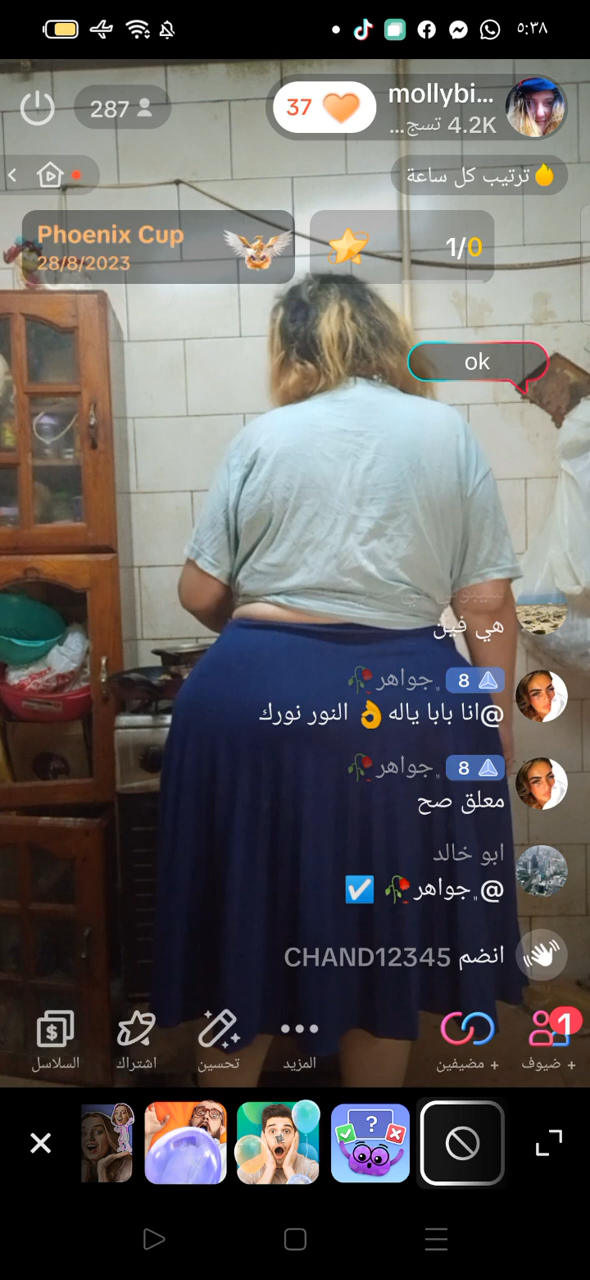 ٥:٣٨
287
37
mollybi...
4.2K تسج...
ترتيب كل ساعة
Phoenix Cup
28/8/2023
1/0
ok
هي فين
جواهر 8
@انا بابا ياله👌 النور نورك
جواهر 8
معلق صح
ابو خالد
@ جواهر🥀 ☑️
انضم CHAND12345
$
1
السلاسل
اشتراك
تحسين
المزيد
+ مضيفين
+ ضيوف
?